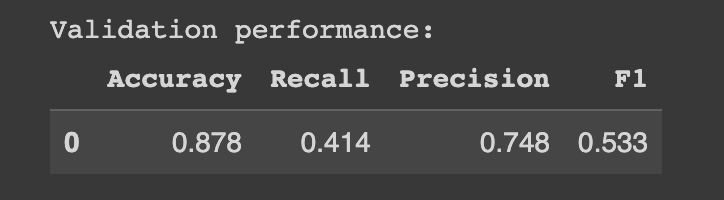 Validation performance:
Accuracy Recall Precision F1
0 0.878 0.414 0.748 0.533